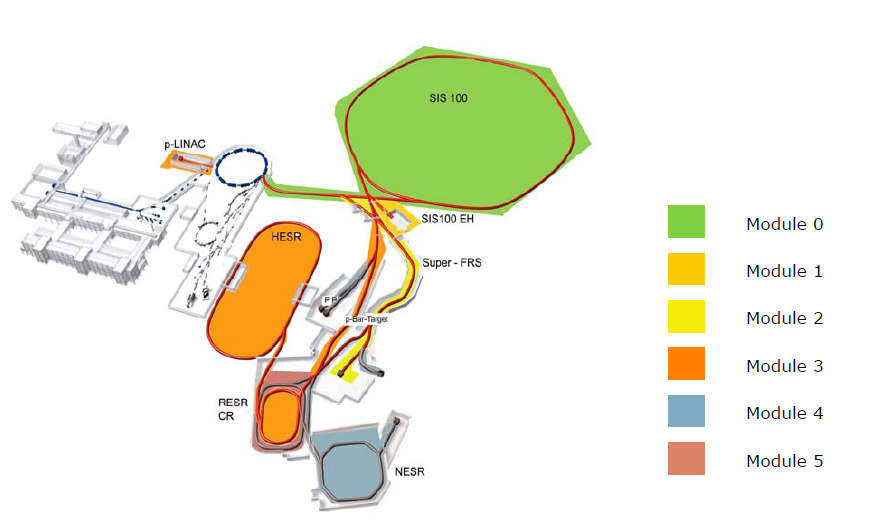 SIS 100
p-LINAC
SIS100 EH
HESR
Super - FRS
P P
p-Bar-Target
RESR
CR
NESR
Module 0
Module 1
Module 2
Module 3
Module 4
Module 5